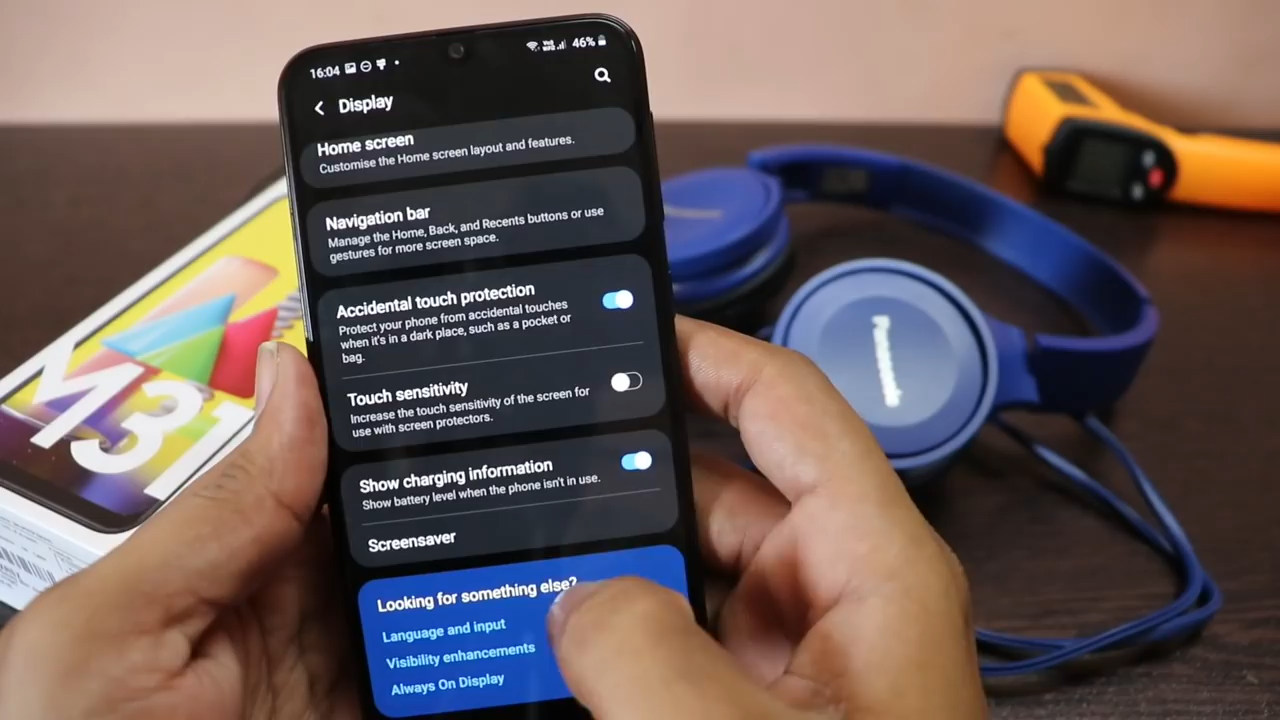 16:04
46%
Display
Home screen
Customise the Home screen layout and features.
Navigation bar
Manage the Home, Back, and Recents buttons or use
gestures for more screen space.
Accidental touch protection
Protect your phone from accidental touches
when it's in a dark place, such as a pocket or
bag.
Touch sensitivity
Increase the touch sensitivity of the screen for
use with screen protectors.
Show charging information
Show battery level when the phone isn't in use.
Screensaver
Looking for something else?
Language and input
Visibility enhancements
Always On Display
M31
Panasonic